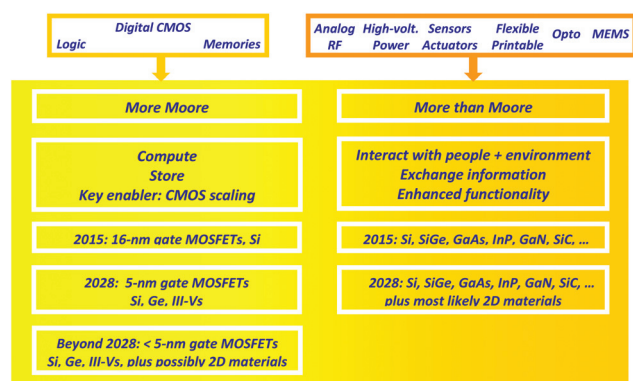 Digital CMOS
Logic Memories
Analog High-volt. Sensors Flexible Opto MEMS
RF Power Actuators Printable
More Moore
More than Moore
Compute
Store
Key enabler: CMOS scaling
Interact with people + environment
Exchange information
Enhanced functionality
2015: 16-nm gate MOSFETs, Si
2015: Si, SiGe, GaAs, InP, GaN, SiC, ...
2028: 5-nm gate MOSFETs
Si, Ge, III-Vs
2028: Si, SiGe, GaAs, InP, GaN, SiC, ...
plus most likely 2D materials
Beyond 2028: < 5-nm gate MOSFETs
Si, Ge, III-Vs, plus possibly 2D materials